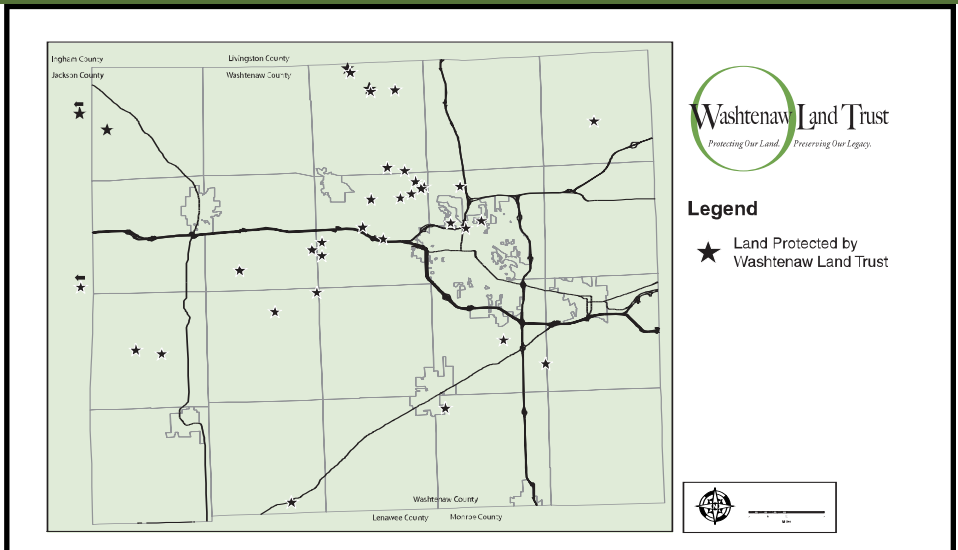 Ingham County
Livingston County
Jackson County
Washtenaw County
Washtenaw Land Trust
Protecting Our Land. Preserving Our Legacy.
Legend
Land Protected by
Washtenaw Land Trust
Washtenaw County
Lenawee County
Monroe County